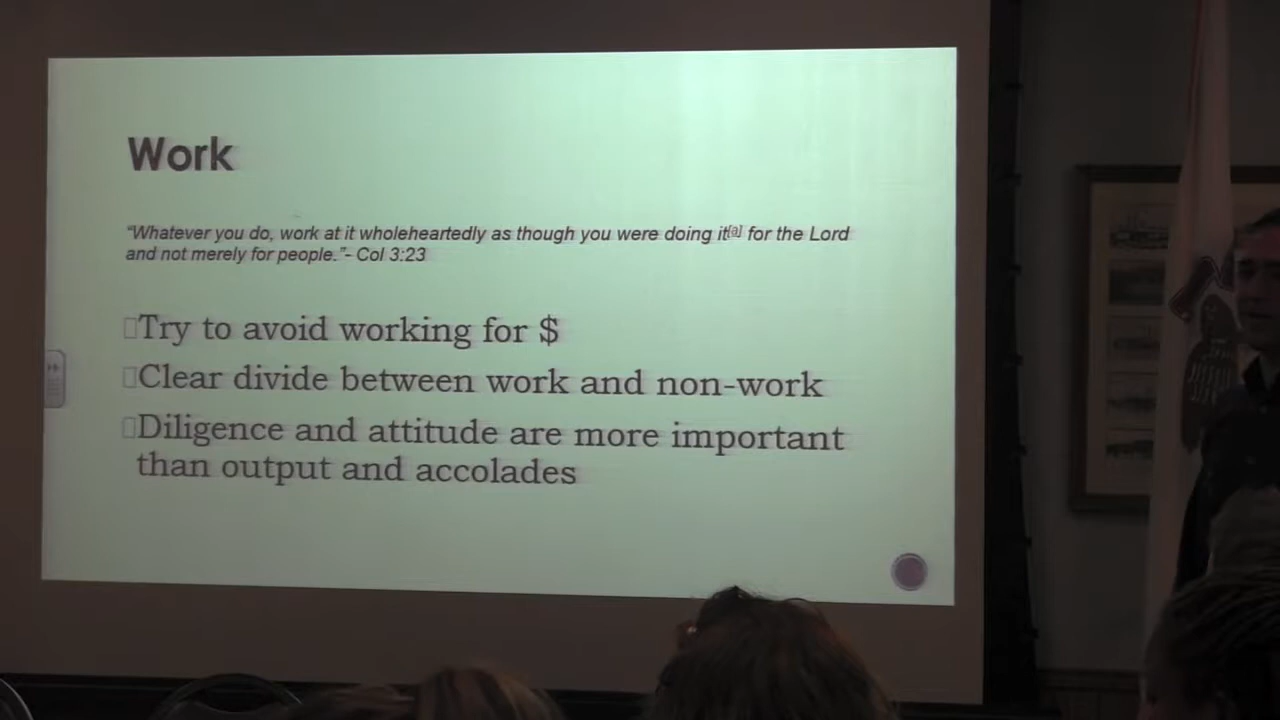 Work
“Whatever you do, work at it wholeheartedly as though you were doing it[a] for the Lord
and not merely for people.”- Col 3:23
Try to avoid working for $
Clear divide between work and non-work
Diligence and attitude are more important
than output and accolades